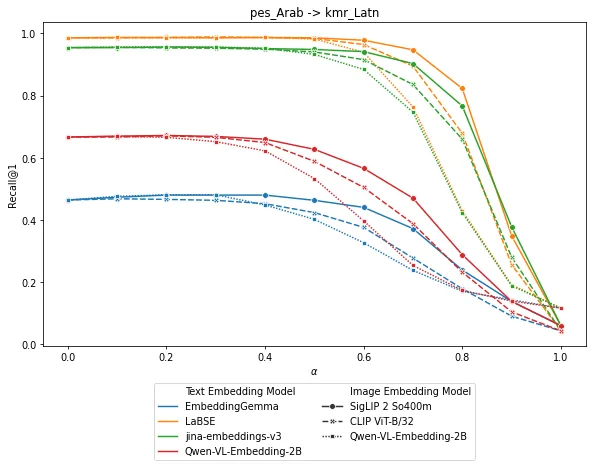 pes_Arab -> kmr_Latn
Recall@1
1.0
0.8
0.6
0.4
0.2
0.0
0.0 0.2 0.4 0.6 0.8 1.0
α
Text Embedding Model
EmbeddingGemma
LaBSE
jina-embeddings-v3
Qwen-VL-Embedding-2B
Image Embedding Model
SigLIP 2 So400m
CLIP ViT-B/32
Qwen-VL-Embedding-2B